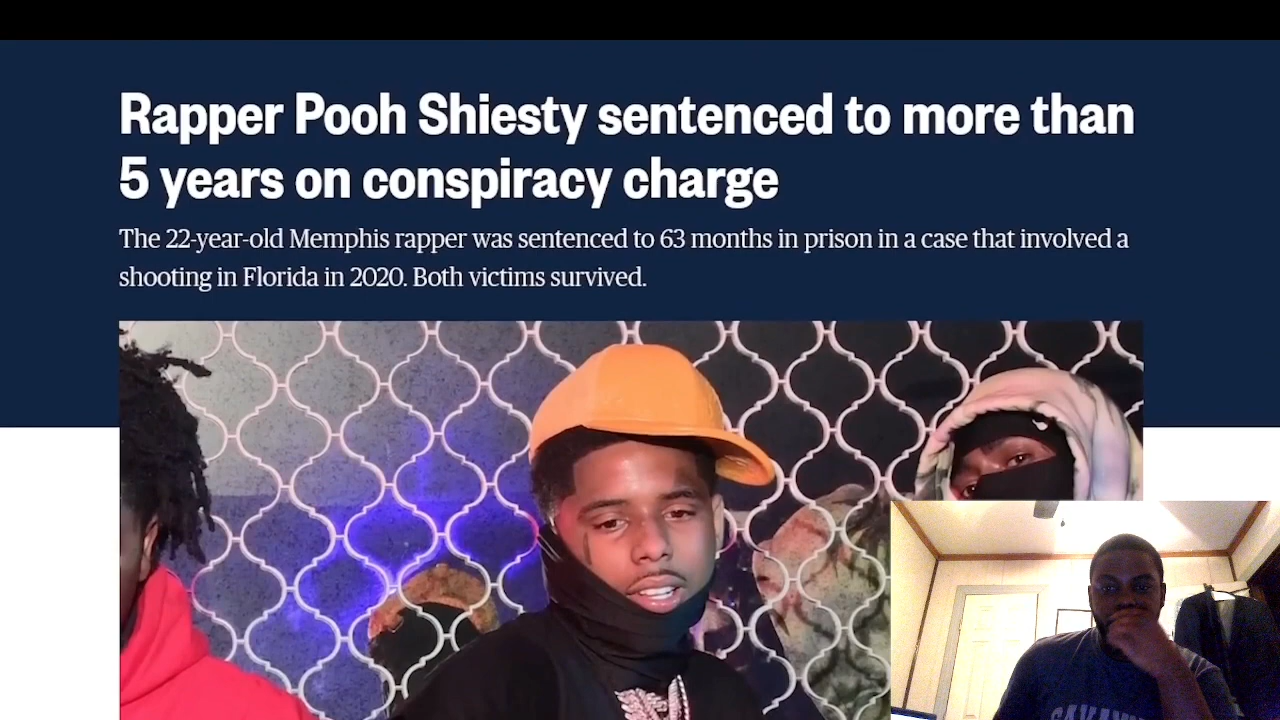 Rapper Pooh Shiesty sentenced to more than
5 years on conspiracy charge
The 22-year-old Memphis rapper was sentenced to 63 months in prison in a case that involved a
shooting in Florida in 2020. Both victims survived.